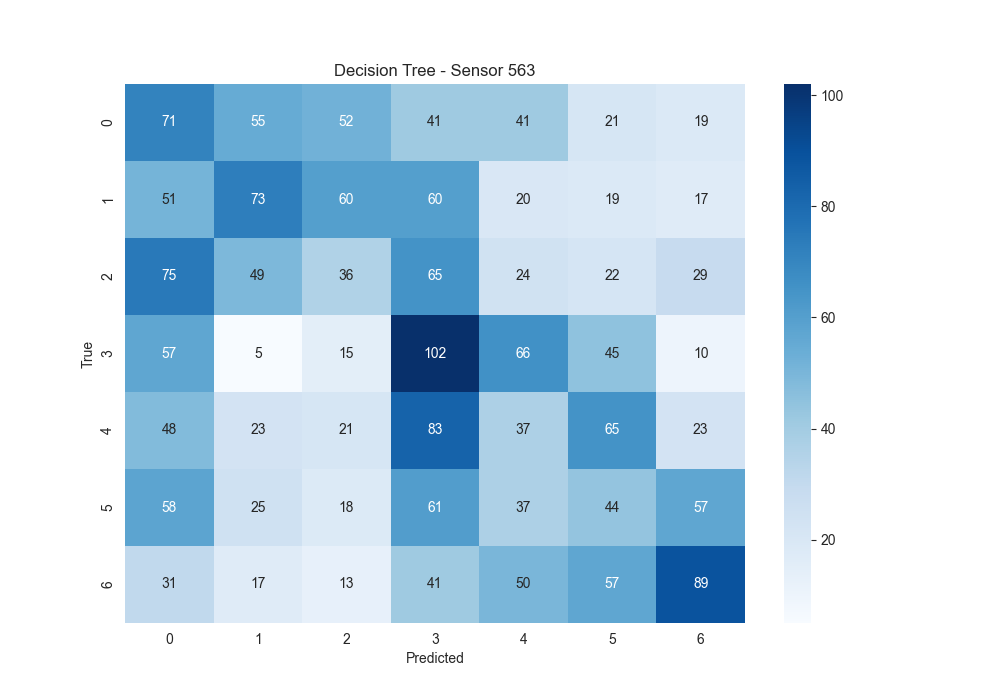 Decision Tree - Sensor 563
0 71 55 52 41 41 21 19
1 51 73 60 60 20 19 17
2 75 49 36 65 24 22 29
3 57 5 15 102 66 45 10
4 48 23 21 83 37 65 23
5 58 25 18 61 37 44 57
6 31 17 13 41 50 57 89
0 1 2 3 4 5 6
Predicted
True
100
80
60
40
20